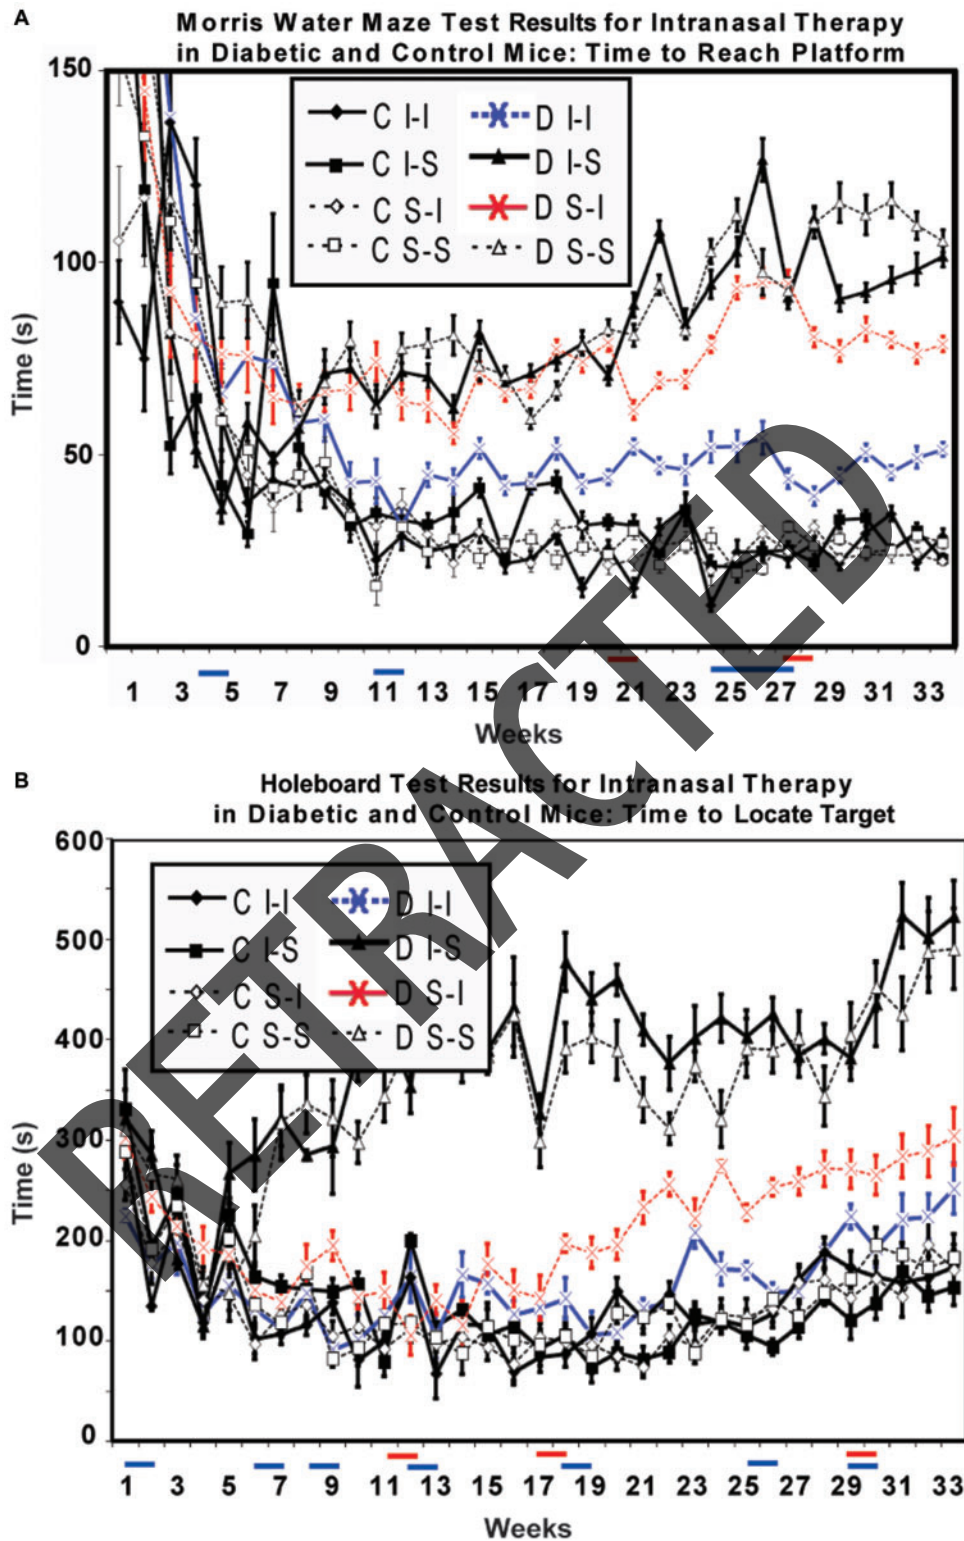 A
Morris Water Maze Test Results for Intranasal Therapy
in Diabetic and Control Mice: Time to Reach Platform
150
100
50
0
Time (s)
C I-I
C I-S
C S-I
C S-S
D I-I
D I-S
D S-I
D S-S
1 3 5 7 9 11 13 15 17 19 21 23 25 27 29 31 33
Weeks
B
Holeboard Test Results for Intranasal Therapy
in Diabetic and Control Mice: Time to Locate Target
600
500
400
300
200
100
0
Time (s)
C I-I
C I-S
C S-I
C S-S
D I-I
D I-S
D S-I
D S-S
1 3 5 7 9 11 13 15 17 19 21 23 25 27 29 31 33
Weeks
RETRACTED